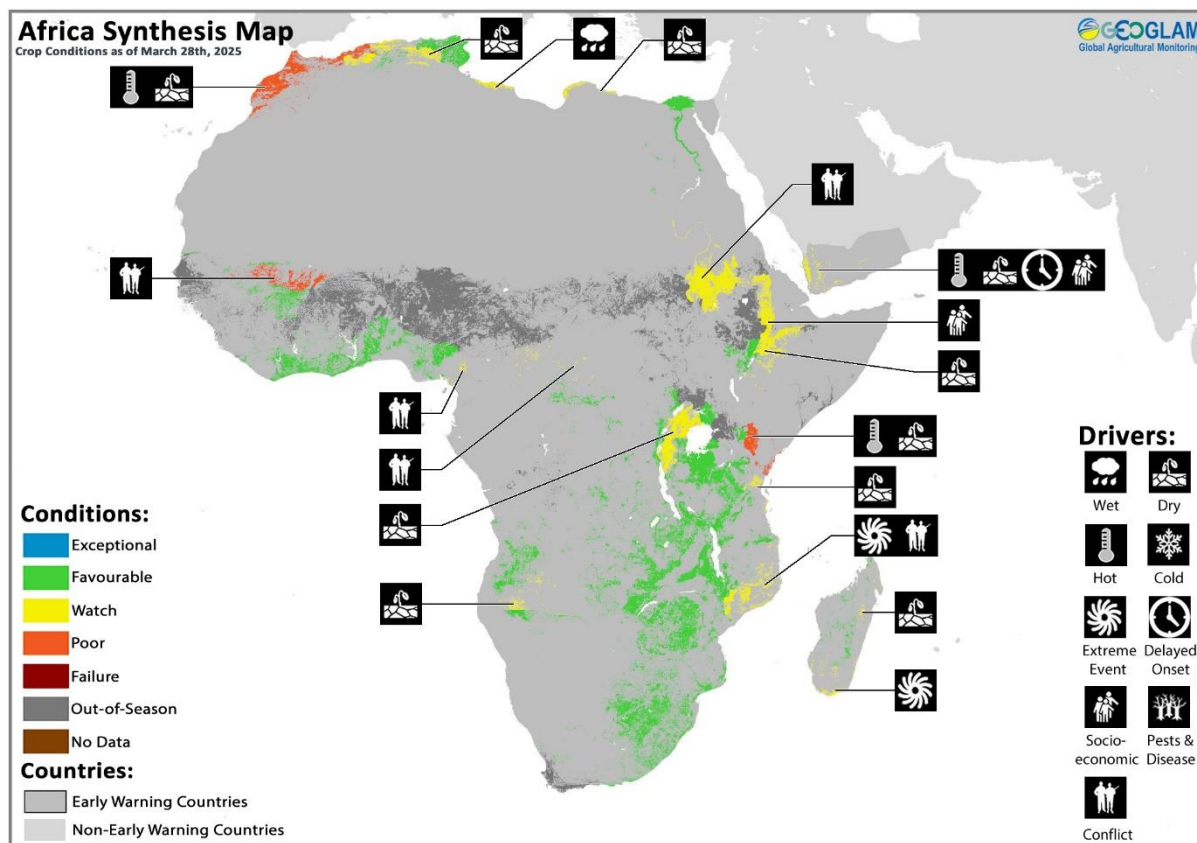 Africa Synthesis Map
Crop Conditions as of March 28th, 2025
GEOGLAM
Global Agricultural Monitoring
Conditions:
Exceptional
Favourable
Watch
Poor
Failure
Out-of-Season
No Data
Countries:
Early Warning Countries
Non-Early Warning Countries
Drivers:
Wet
Dry
Hot
Cold
Extreme
Event
Delayed
Onset
Socio-
economic
Pests &
Disease
Conflict